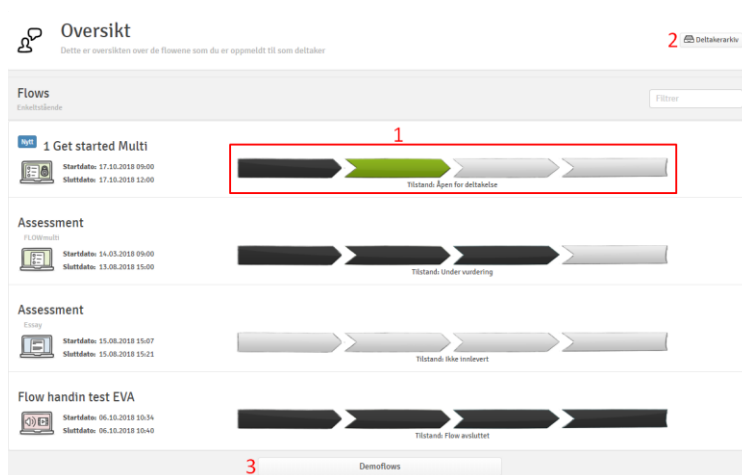 Oversikt
Dette er oversikten over de flowene som du er oppmeldt til som deltaker
2 Deltakerarkiv
Flows
Enkeltstående
Filtrer
1
Nytt 1 Get started Multi
Startdato: 17.10.2018 09:00
Sluttdato: 17.10.2018 12:00
Tilstand: Åpen for deltakelse
Assessment
FLOWmulti
Startdato: 14.03.2018 09:00
Sluttdato: 13.08.2018 15:00
Tilstand: Under vurdering
Assessment
Essay
Startdato: 15.08.2018 15:07
Sluttdato: 15.08.2018 15:21
Tilstand: Ikke innlevert
Flow handin test EVA
Startdato: 06.10.2018 10:34
Sluttdato: 06.10.2018 10:40
Tilstand: Flow avsluttet
3 Demoflows